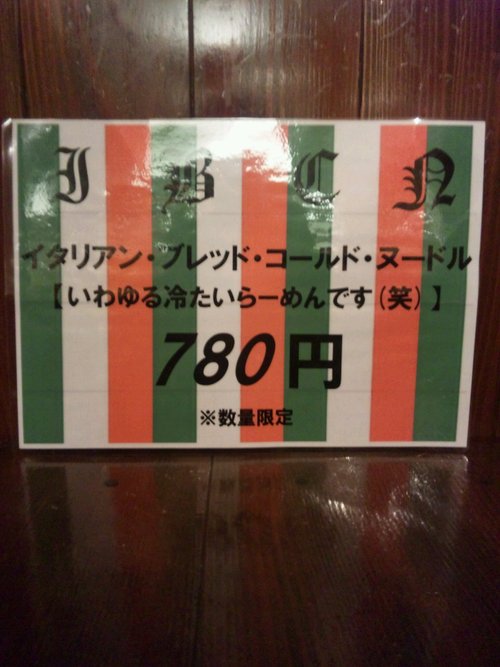 I B C N
イタリアン・ブレッド・コールド・ヌードル
【いわゆる冷たいらーめんです(笑)】
780円
※数量限定